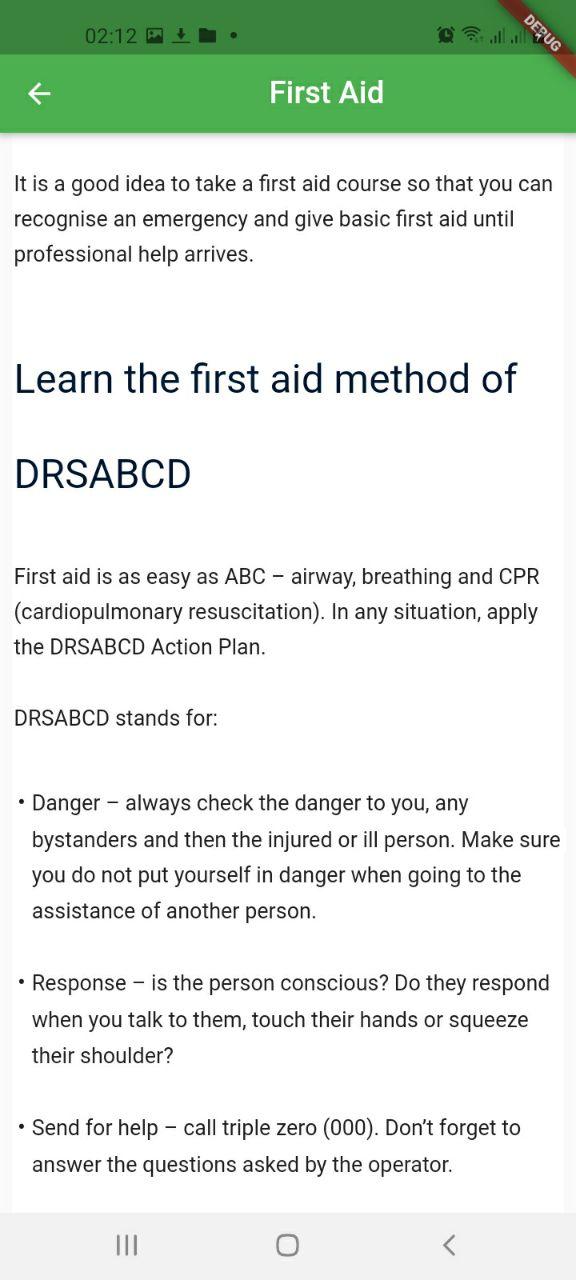 02:12
DEBUG
First Aid
It is a good idea to take a first aid course so that you can
recognise an emergency and give basic first aid until
professional help arrives.
Learn the first aid method of
DRSABCD
First aid is as easy as ABC – airway, breathing and CPR
(cardiopulmonary resuscitation). In any situation, apply
the DRSABCD Action Plan.
DRSABCD stands for:
• Danger – always check the danger to you, any
bystanders and then the injured or ill person. Make sure
you do not put yourself in danger when going to the
assistance of another person.
• Response – is the person conscious? Do they respond
when you talk to them, touch their hands or squeeze
their shoulder?
• Send for help – call triple zero (000). Don’t forget to
answer the questions asked by the operator.